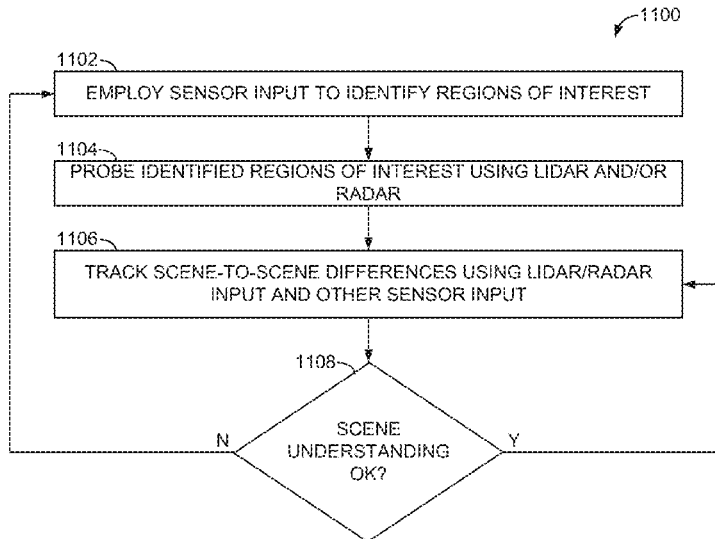 1100
1102
EMPLOY SENSOR INPUT TO IDENTIFY REGIONS OF INTEREST
1104
PROBE IDENTIFIED REGIONS OF INTEREST USING LIDAR AND/OR
RADAR
1106
TRACK SCENE-TO-SCENE DIFFERENCES USING LIDAR/RADAR
INPUT AND OTHER SENSOR INPUT
1108
N
SCENE
UNDERSTANDING
OK?
Y